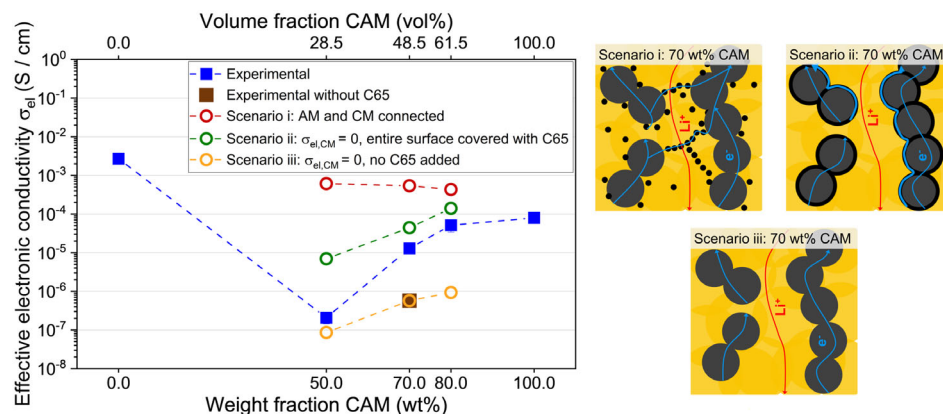 Volume fraction CAM (vol%)
0.0 28.5 48.5 61.5 100.0
Effective electronic conductivity σel (S / cm)
10⁰
10⁻¹
10⁻²
10⁻³
10⁻⁴
10⁻⁵
10⁻⁶
10⁻⁷
10⁻⁸
Experimental
Experimental without C65
Scenario i: AM and CM connected
Scenario ii: σel,CM = 0, entire surface covered with C65
Scenario iii: σel,CM = 0, no C65 added
0.0 50.0 70.0 80.0 100.0
Weight fraction CAM (wt%)
Scenario i: 70 wt% CAM
Li⁺
e⁻
Scenario ii: 70 wt% CAM
Li⁺
e⁻
Scenario iii: 70 wt% CAM
Li⁺
e⁻